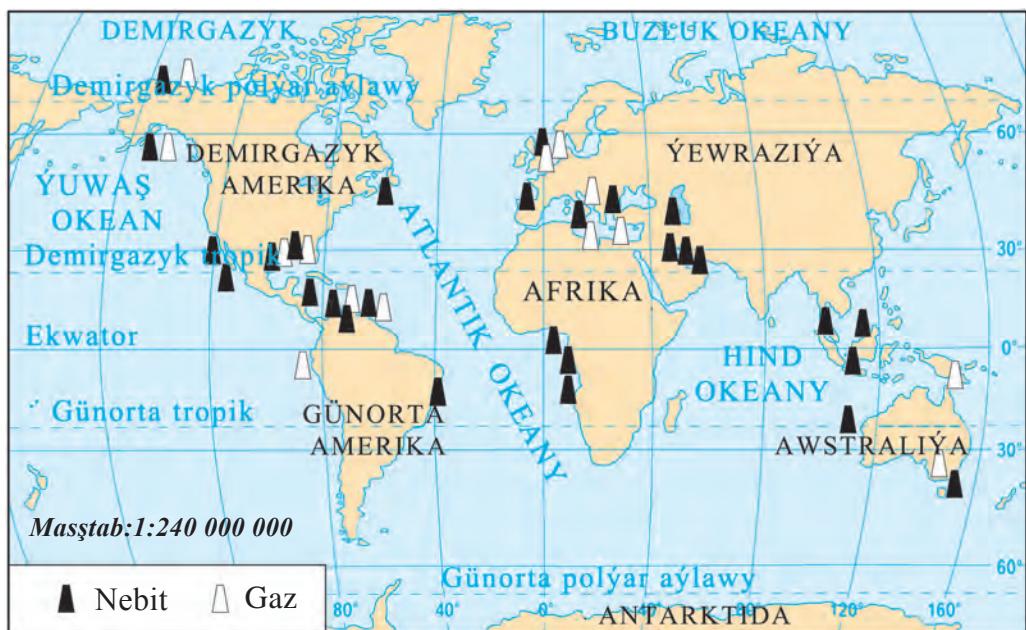 DEMIRGAZYK BUZLUK OKEANY
Demirgazyk polýar aýlawy
60°
DEMIRGAZYK
AMERIKA
ÝEWRAZIÝA
ÝUWAŞ
OKEAN
ATLANTIK OKEANY
30°
Demirgazyk tropik
AFRIKA
Ekwator
0°
HIND
OKEANY
Günorta tropik
GÜNORTA
AMERIKA
AWSTRALIÝA
30°
Masştab:1:240 000 000
60°
Günorta polýar aýlawy
Nebit Gaz
80° 40° 0° 40° 80° 120° 160°
ANTARKTIDA